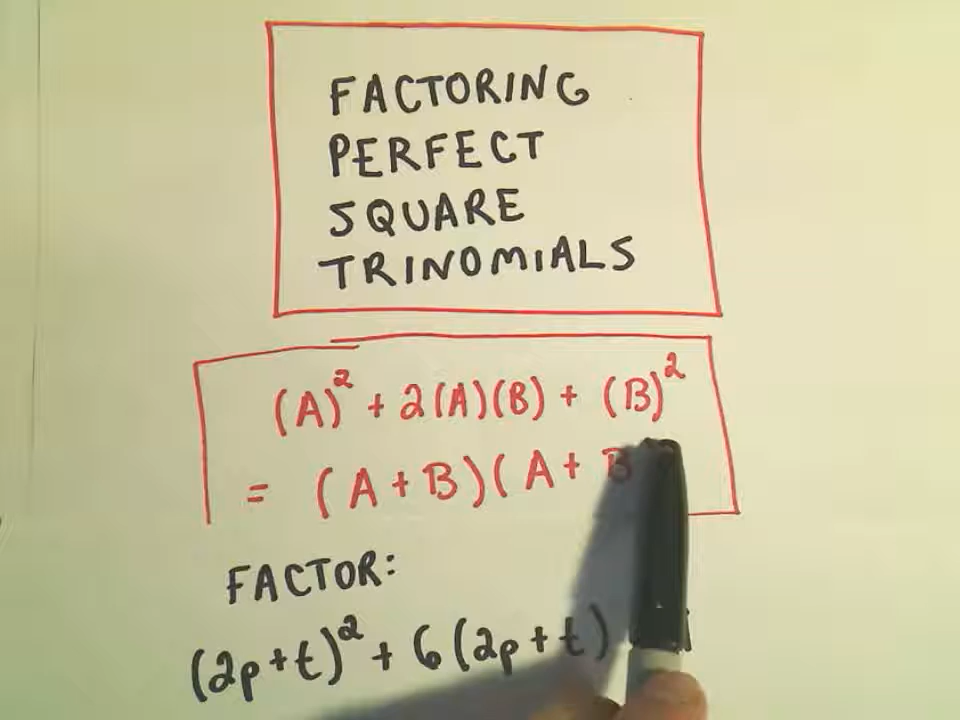 FACTORING
PERFECT
SQUARE
TRINOMIALS
(A)² + 2(A)(B) + (B)²
= (A+B)(A+ B
FACTOR:
(2p+t)² + 6(2p+t)